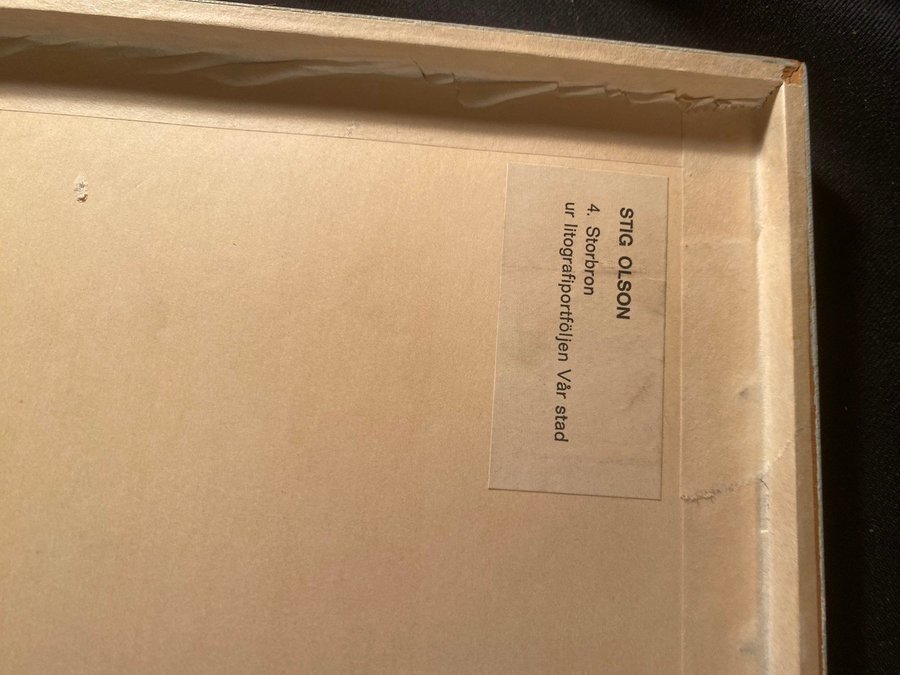 STIG OLSON
4. Storbron
ur litografiportföljen Vår stad